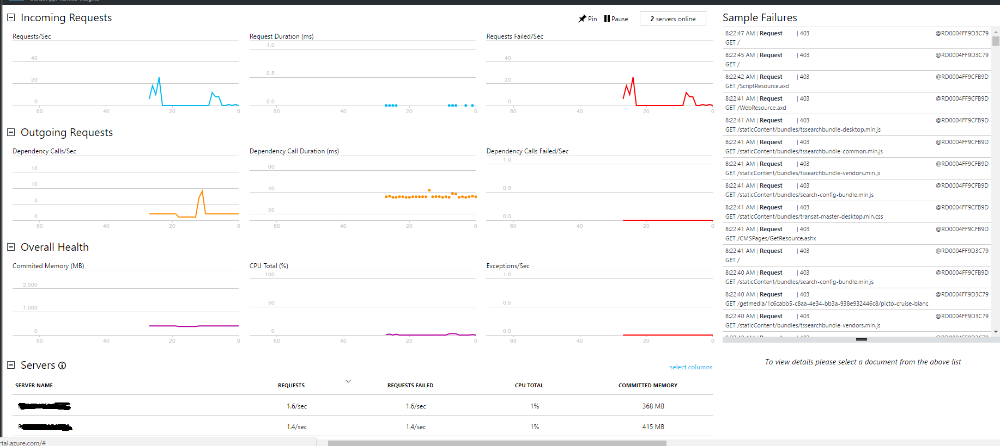 Incoming Requests
Pin
Pause
2 servers online
Requests/Sec
40
20
0
60
40
20
0
Request Duration (ms)
1.0
0.5
0.0
60
40
20
0
Requests Failed/Sec
40
20
0
60
40
20
0
Outgoing Requests
Dependency Calls/Sec
15
10
5
0
60
40
20
0
Dependency Call Duration (ms)
60
40
20
60
40
20
0
Dependency Calls Failed/Sec
1.0
0.5
0.0
60
40
20
0
Overall Health
Commited Memory (MB)
2,000
1,000
0
60
40
20
0
CPU Total (%)
100
50
0
60
40
20
0
Exceptions/Sec
1.0
0.5
0.0
60
40
20
0
Servers
select columns
SERVER NAME REQUESTS REQUESTS FAILED CPU TOTAL COMMITTED MEMORY
1.6/sec 1.6/sec 1% 368 MB
1.4/sec 1.4/sec 1% 415 MB
rtal.azure.com/#
Sample Failures
8:22:47 AM | Request | 403 @RD0004FF9D3C79
GET /
8:22:45 AM | Request | 403 @RD0004FF9D3C79
GET /
8:22:42 AM | Request | 403 @RD0004FF9CFB9D
GET /ScriptResource.axd
8:22:41 AM | Request | 403 @RD0004FF9CFB9D
GET /WebResource.axd
8:22:41 AM | Request | 403 @RD0004FF9CFB9D
GET /staticContent/bundles/tssearchbundle-desktop.min.js
8:22:41 AM | Request | 403 @RD0004FF9CFB9D
GET /staticContent/bundles/tssearchbundle-common.min.js
8:22:41 AM | Request | 403 @RD0004FF9CFB9D
GET /staticContent/bundles/tssearchbundle-vendors.min.js
8:22:41 AM | Request | 403 @RD0004FF9CFB9D
GET /staticContent/bundles/search-config-bundle.min.js
8:22:41 AM | Request | 403 @RD0004FF9CFB9D
GET /staticContent/bundles/transat-master-desktop.min.css
8:22:41 AM | Request | 403 @RD0004FF9CFB9D
GET /CMSPages/GetResource.ashx
8:22:41 AM | Request | 403 @RD0004FF9D3C79
GET /
8:22:40 AM | Request | 403 @RD0004FF9CFB9D
GET /staticContent/bundles/search-config-bundle.min.js
8:22:40 AM | Request | 403 @RD0004FF9D3C79
GET /getmedia/1c6cabb5-c8aa-4e34-bb3a-938e932446c8/picto-cruise-blanc
8:22:40 AM | Request | 403 @RD0004FF9D3C79
GET /staticContent/bundles/tssearchbundle-vendors.min.js
To view details please select a document from the above list